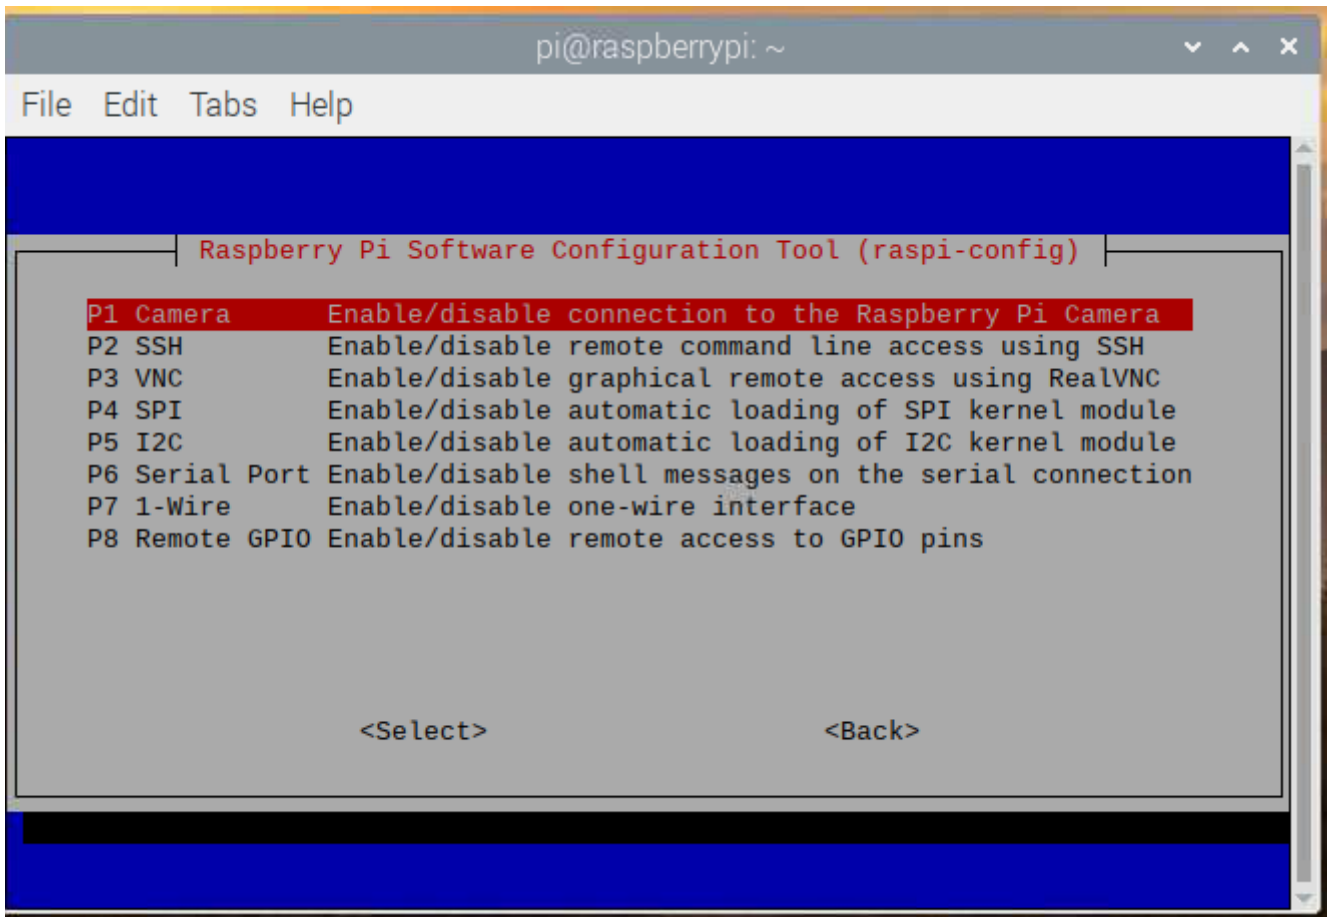 pi@raspberrypi: ~
File Edit Tabs Help
Raspberry Pi Software Configuration Tool (raspi-config)
P1 Camera Enable/disable connection to the Raspberry Pi Camera
P2 SSH Enable/disable remote command line access using SSH
P3 VNC Enable/disable graphical remote access using RealVNC
P4 SPI Enable/disable automatic loading of SPI kernel module
P5 I2C Enable/disable automatic loading of I2C kernel module
P6 Serial Port Enable/disable shell messages on the serial connection
P7 1-Wire Enable/disable one-wire interface
P8 Remote GPIO Enable/disable remote access to GPIO pins
<Select> <Back>